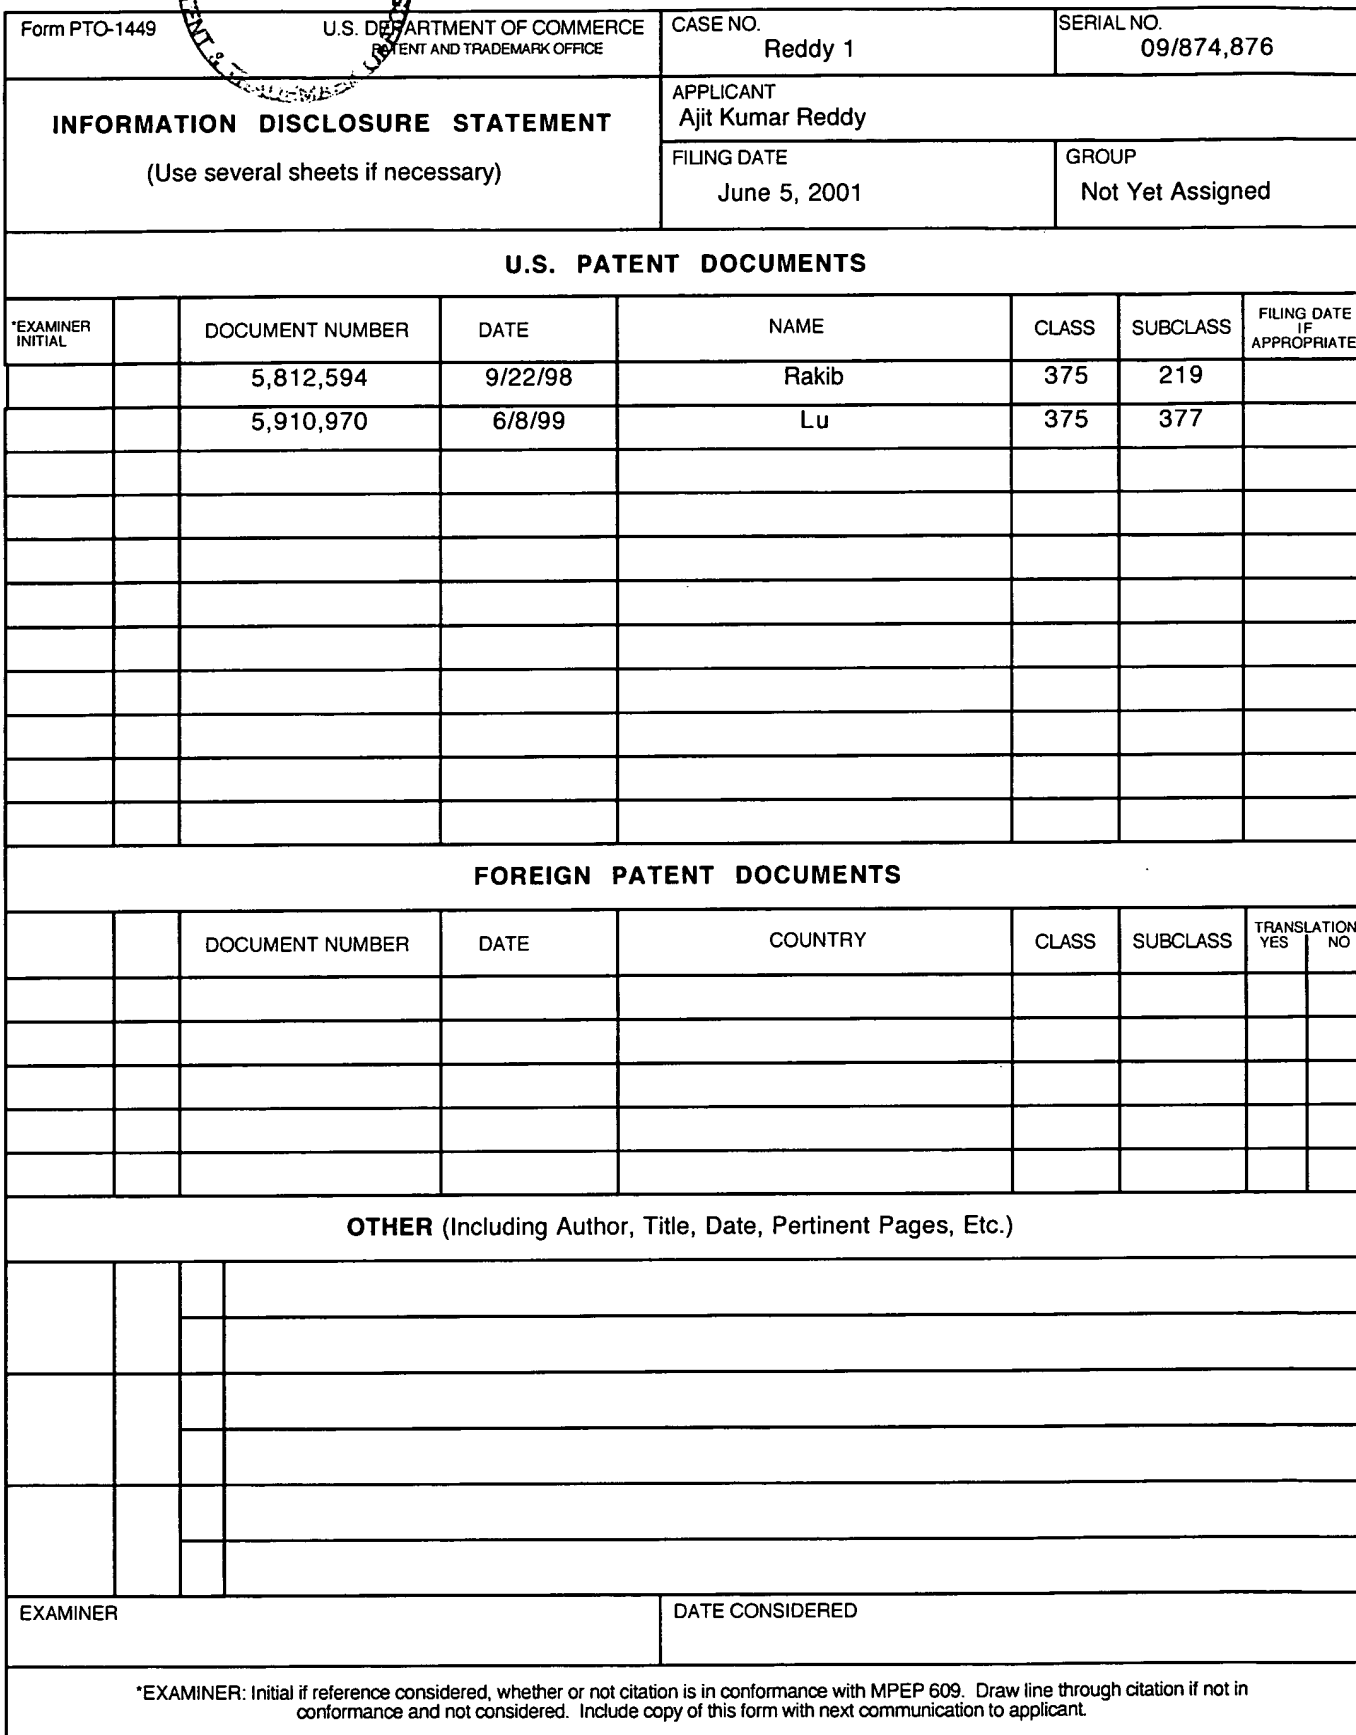 Form PTO-1449
U.S. DEPARTMENT OF COMMERCE
PATENT AND TRADEMARK OFFICE
CASE NO.
Reddy 1
SERIAL NO.
09/874,876
INFORMATION DISCLOSURE STATEMENT
(Use several sheets if necessary)
APPLICANT
Ajit Kumar Reddy
FILING DATE
June 5, 2001
GROUP
Not Yet Assigned
U.S. PATENT DOCUMENTS
*EXAMINER INITIAL DOCUMENT NUMBER DATE NAME CLASS SUBCLASS FILING DATE IF APPROPRIATE
5,812,594 9/22/98 Rakib 375 219
5,910,970 6/8/99 Lu 375 377
FOREIGN PATENT DOCUMENTS
DOCUMENT NUMBER DATE COUNTRY CLASS SUBCLASS TRANSLATION YES NO
OTHER (Including Author, Title, Date, Pertinent Pages, Etc.)
EXAMINER
DATE CONSIDERED
*EXAMINER: Initial if reference considered, whether or not citation is in conformance with MPEP 609. Draw line through citation if not in
conformance and not considered. Include copy of this form with next communication to applicant.